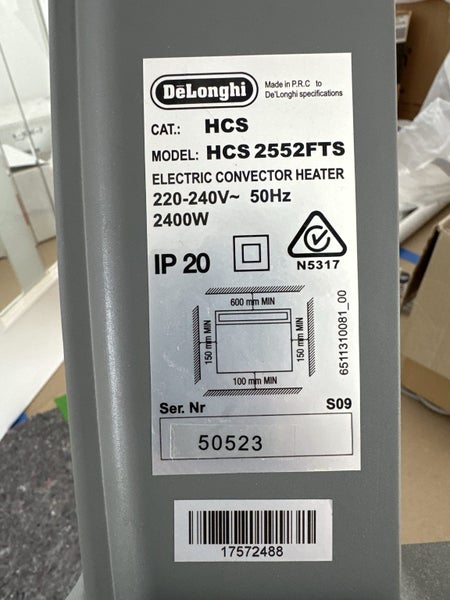 DeLonghi
Made in P.R.C to
De'Longhi specifications
CAT.: HCS
MODEL: HCS 2552FTS
ELECTRIC CONVECTOR HEATER
220-240V~ 50Hz
2400W
IP 20
N5317
600 mm MIN
150 mm MIN
150 mm MIN
100 mm MIN
6511310081_00
Ser. Nr S09
50523
17572488